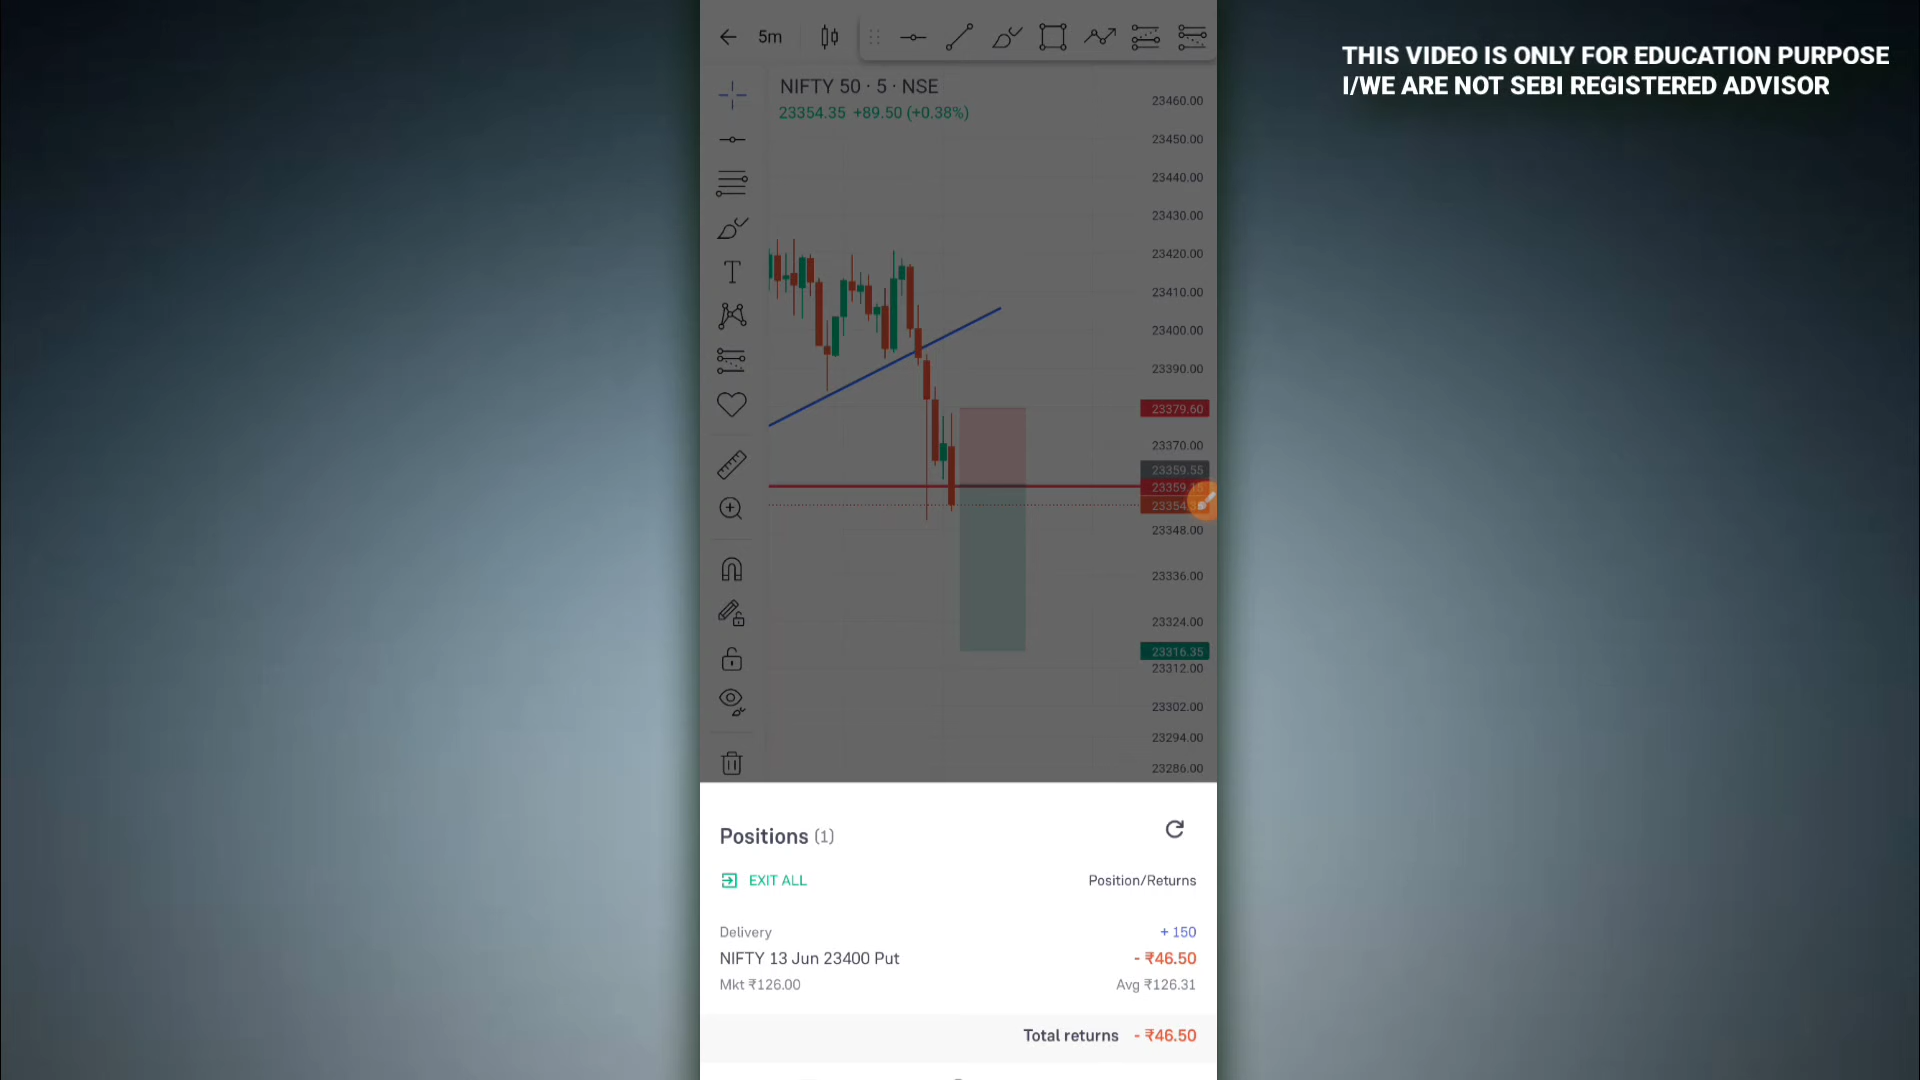 5m
THIS VIDEO IS ONLY FOR EDUCATION PURPOSE
I/WE ARE NOT SEBI REGISTERED ADVISOR
NIFTY 50 · 5 · NSE
23354.35 +89.50 (+0.38%)
23460.00
23450.00
23440.00
23430.00
23420.00
23410.00
23400.00
23390.00
23379.60
23370.00
23359.55
23359.15
23348.00
23336.00
23324.00
23316.35
23312.00
23302.00
23294.00
23286.00
Positions (1)
EXIT ALL
Position/Returns
Delivery
+ 150
NIFTY 13 Jun 23400 Put
- ₹46.50
Mkt ₹126.00
Avg ₹126.31
Total returns - ₹46.50